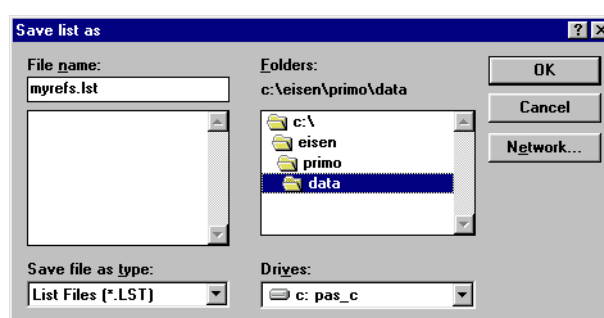 Save list as
File name:
myrefs.lst
Folders:
c:\eisen\primo\data
c:\
eisen
primo
data
OK
Cancel
Network...
Save file as type:
List Files (*.LST)
Drives:
c: pas_c